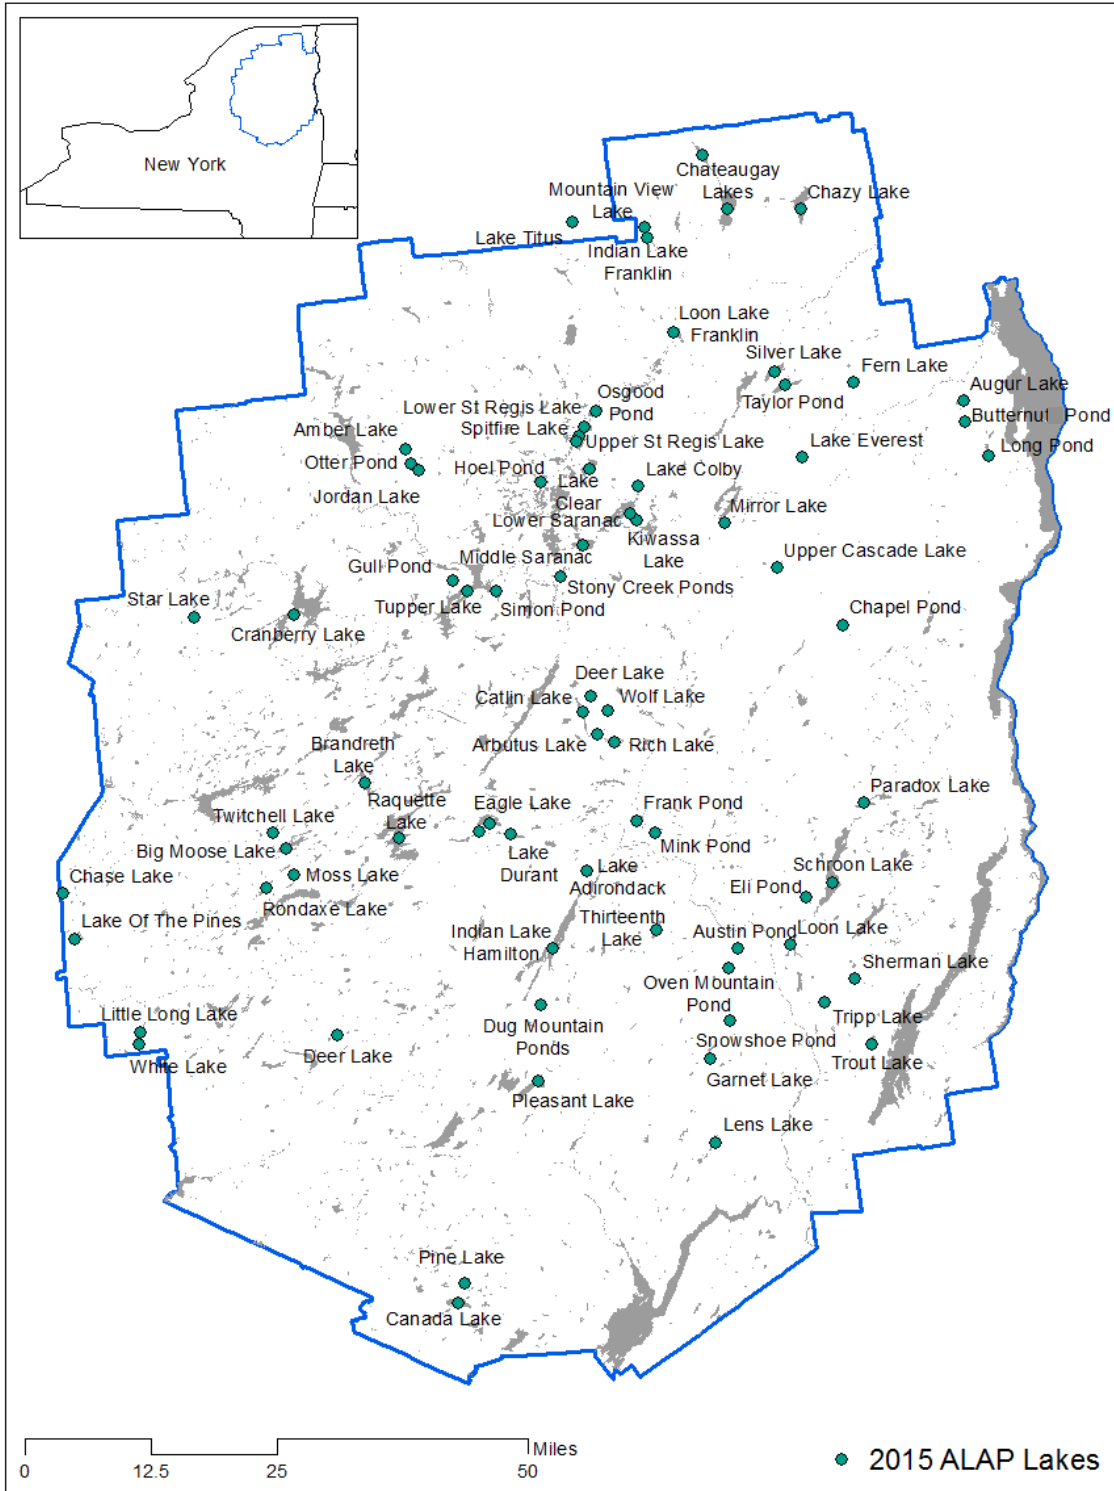 New York
Chateaugay
Lakes
Mountain View
Lake
Chazy Lake
Lake Titus
Indian Lake
Franklin
Loon Lake
Franklin
Silver Lake
Fern Lake
Taylor Pond
Augur Lake
Butternut Pond
Osgood
Pond
Lower St Regis Lake
Spitfire Lake
Upper St Regis Lake
Amber Lake
Otter Pond
Jordan Lake
Lake Everest
Long Pond
Hoel Pond
Lake
Clear
Lake Colby
Lower Saranac
Kiwassa
Lake
Mirror Lake
Middle Saranac
Gull Pond
Upper Cascade Lake
Stony Creek Ponds
Tupper Lake
Simon Pond
Star Lake
Cranberry Lake
Chapel Pond
Deer Lake
Catlin Lake
Wolf Lake
Arbutus Lake
Rich Lake
Brandreth
Lake
Raquette
Lake
Eagle Lake
Frank Pond
Paradox Lake
Twitchell Lake
Lake
Durant
Mink Pond
Big Moose Lake
Moss Lake
Chase Lake
Rondaxe Lake
Lake
Adirondack
Schroon Lake
Eli Pond
Lake Of The Pines
Thirteenth
Lake
Indian Lake
Hamilton
Austin Pond
Loon Lake
Sherman Lake
Oven Mountain
Pond
Little Long Lake
White Lake
Deer Lake
Dug Mountain
Ponds
Tripp Lake
Snowshoe Pond
Trout Lake
Garnet Lake
Pleasant Lake
Lens Lake
Pine Lake
Canada Lake
Miles
0 12.5 25 50
2015 ALAP Lakes